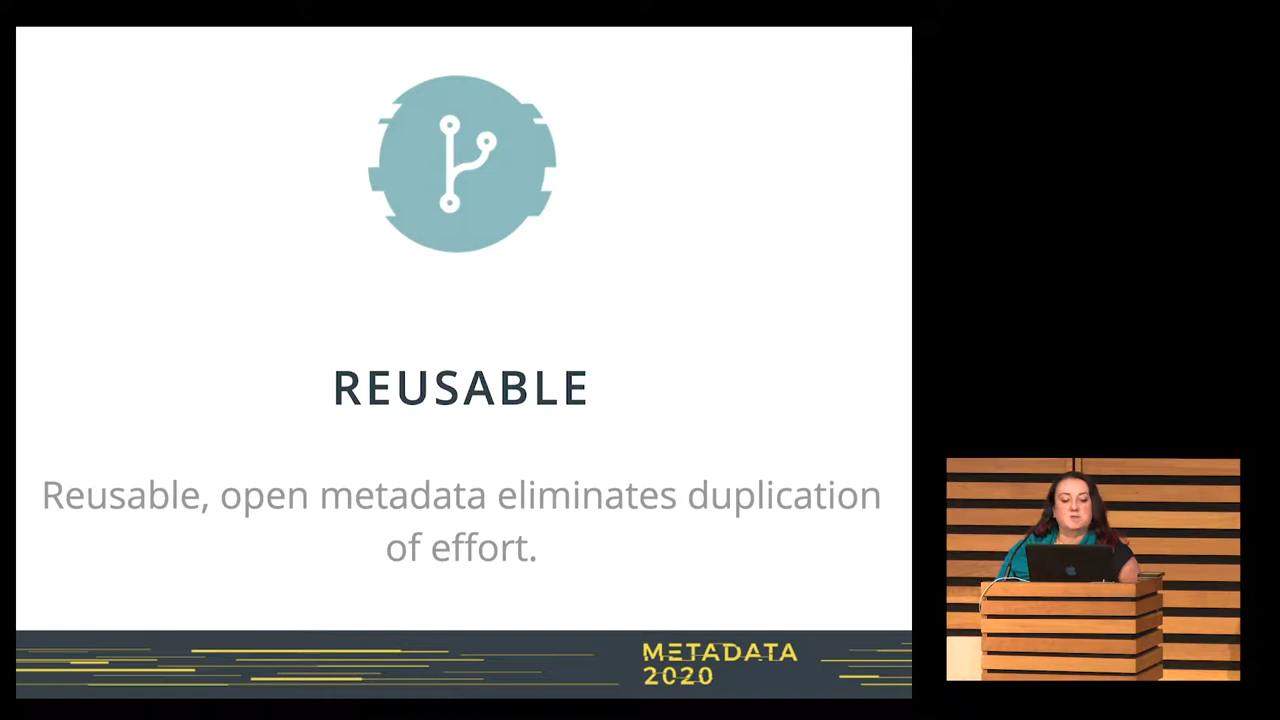 REUSABLE
Reusable, open metadata eliminates duplication
of effort.
METADATA
2020